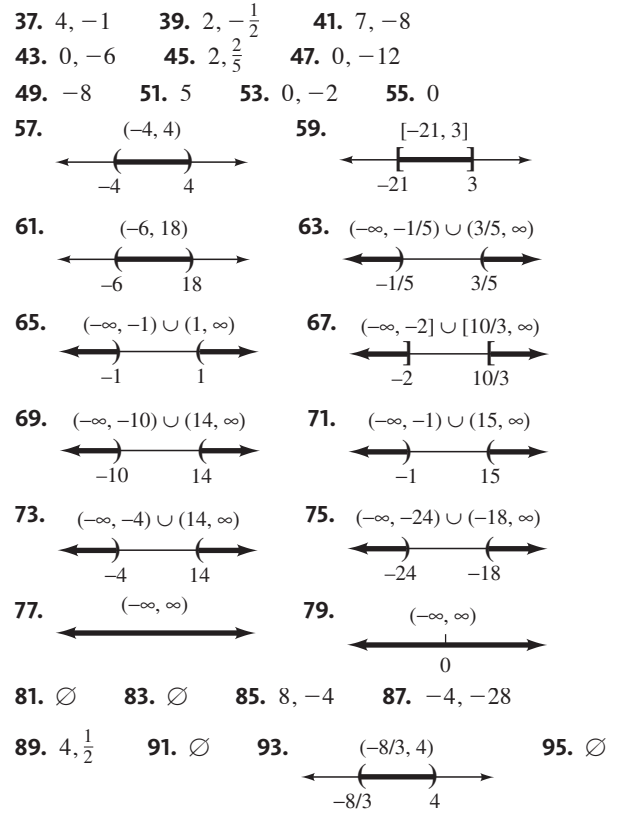 37. 4, −1 39. 2, −1/2 41. 7, −8
43. 0, −6 45. 2, 2/5 47. 0, −12
49. −8 51. 5 53. 0, −2 55. 0
57. (−4, 4) 59. [−21, 3]
−4 4 −21 3
61. (−6, 18) 63. (−∞, −1/5) ∪ (3/5, ∞)
−6 18 −1/5 3/5
65. (−∞, −1) ∪ (1, ∞) 67. (−∞, −2] ∪ [10/3, ∞)
−1 1 −2 10/3
69. (−∞, −10) ∪ (14, ∞) 71. (−∞, −1) ∪ (15, ∞)
−10 14 −1 15
73. (−∞, −4) ∪ (14, ∞) 75. (−∞, −24) ∪ (−18, ∞)
−4 14 −24 −18
77. (−∞, ∞) 79. (−∞, ∞)
0
81. ∅ 83. ∅ 85. 8, −4 87. −4, −28
89. 4, 1/2 91. ∅ 93. (−8/3, 4) 95. ∅
−8/3 4